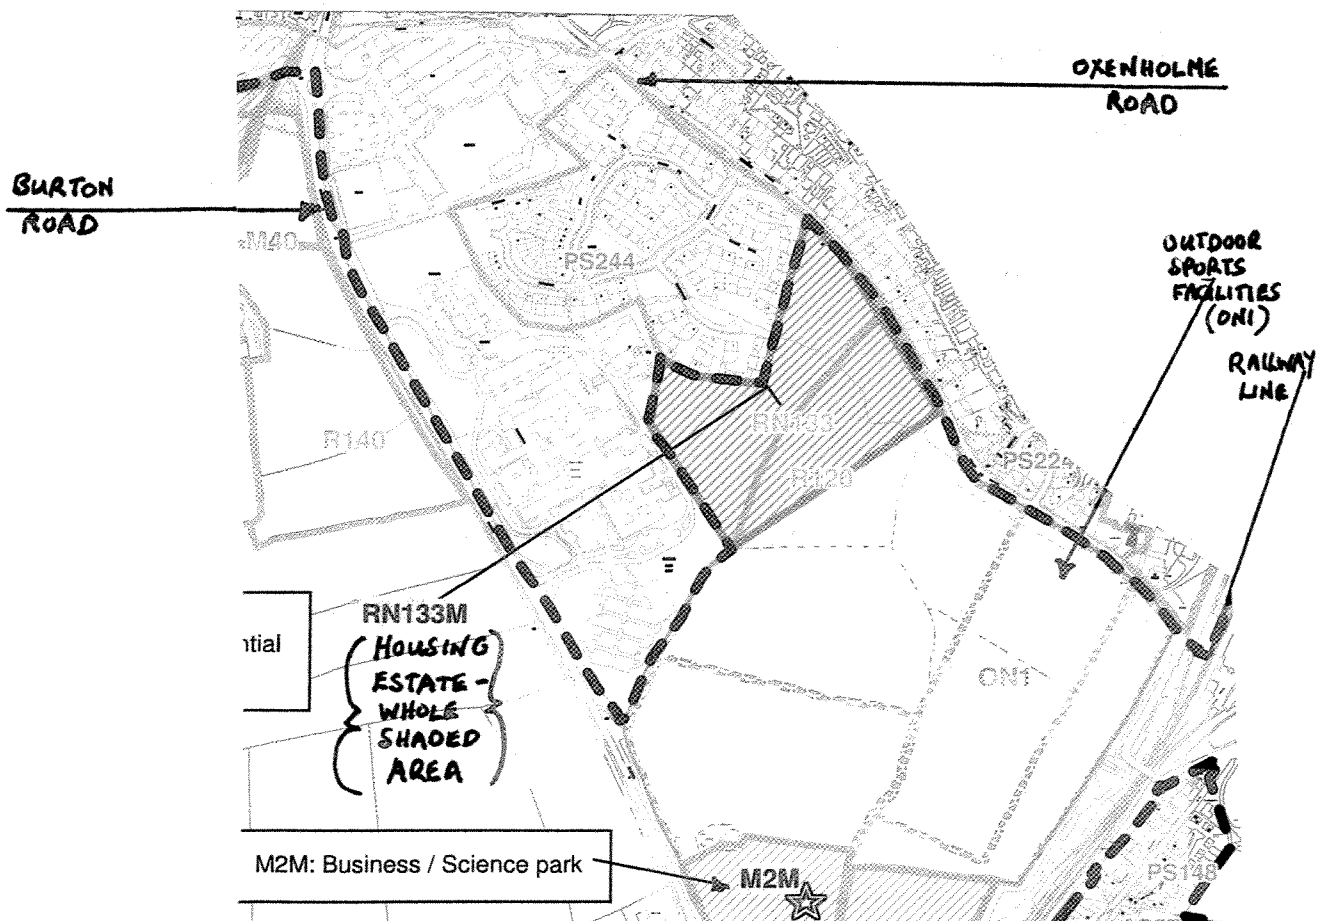 OXENHOLME
ROAD
BURTON
ROAD
M40
OUTDOOR
SPORTS
FACILITIES
(ON1)
RAILWAY
LINE
PS244
RN133
R140
R120
PS224
RN133M
HOUSING
ESTATE -
WHOLE
SHADED
AREA
ntial
ON1
M2M: Business / Science park
M2M
PS148